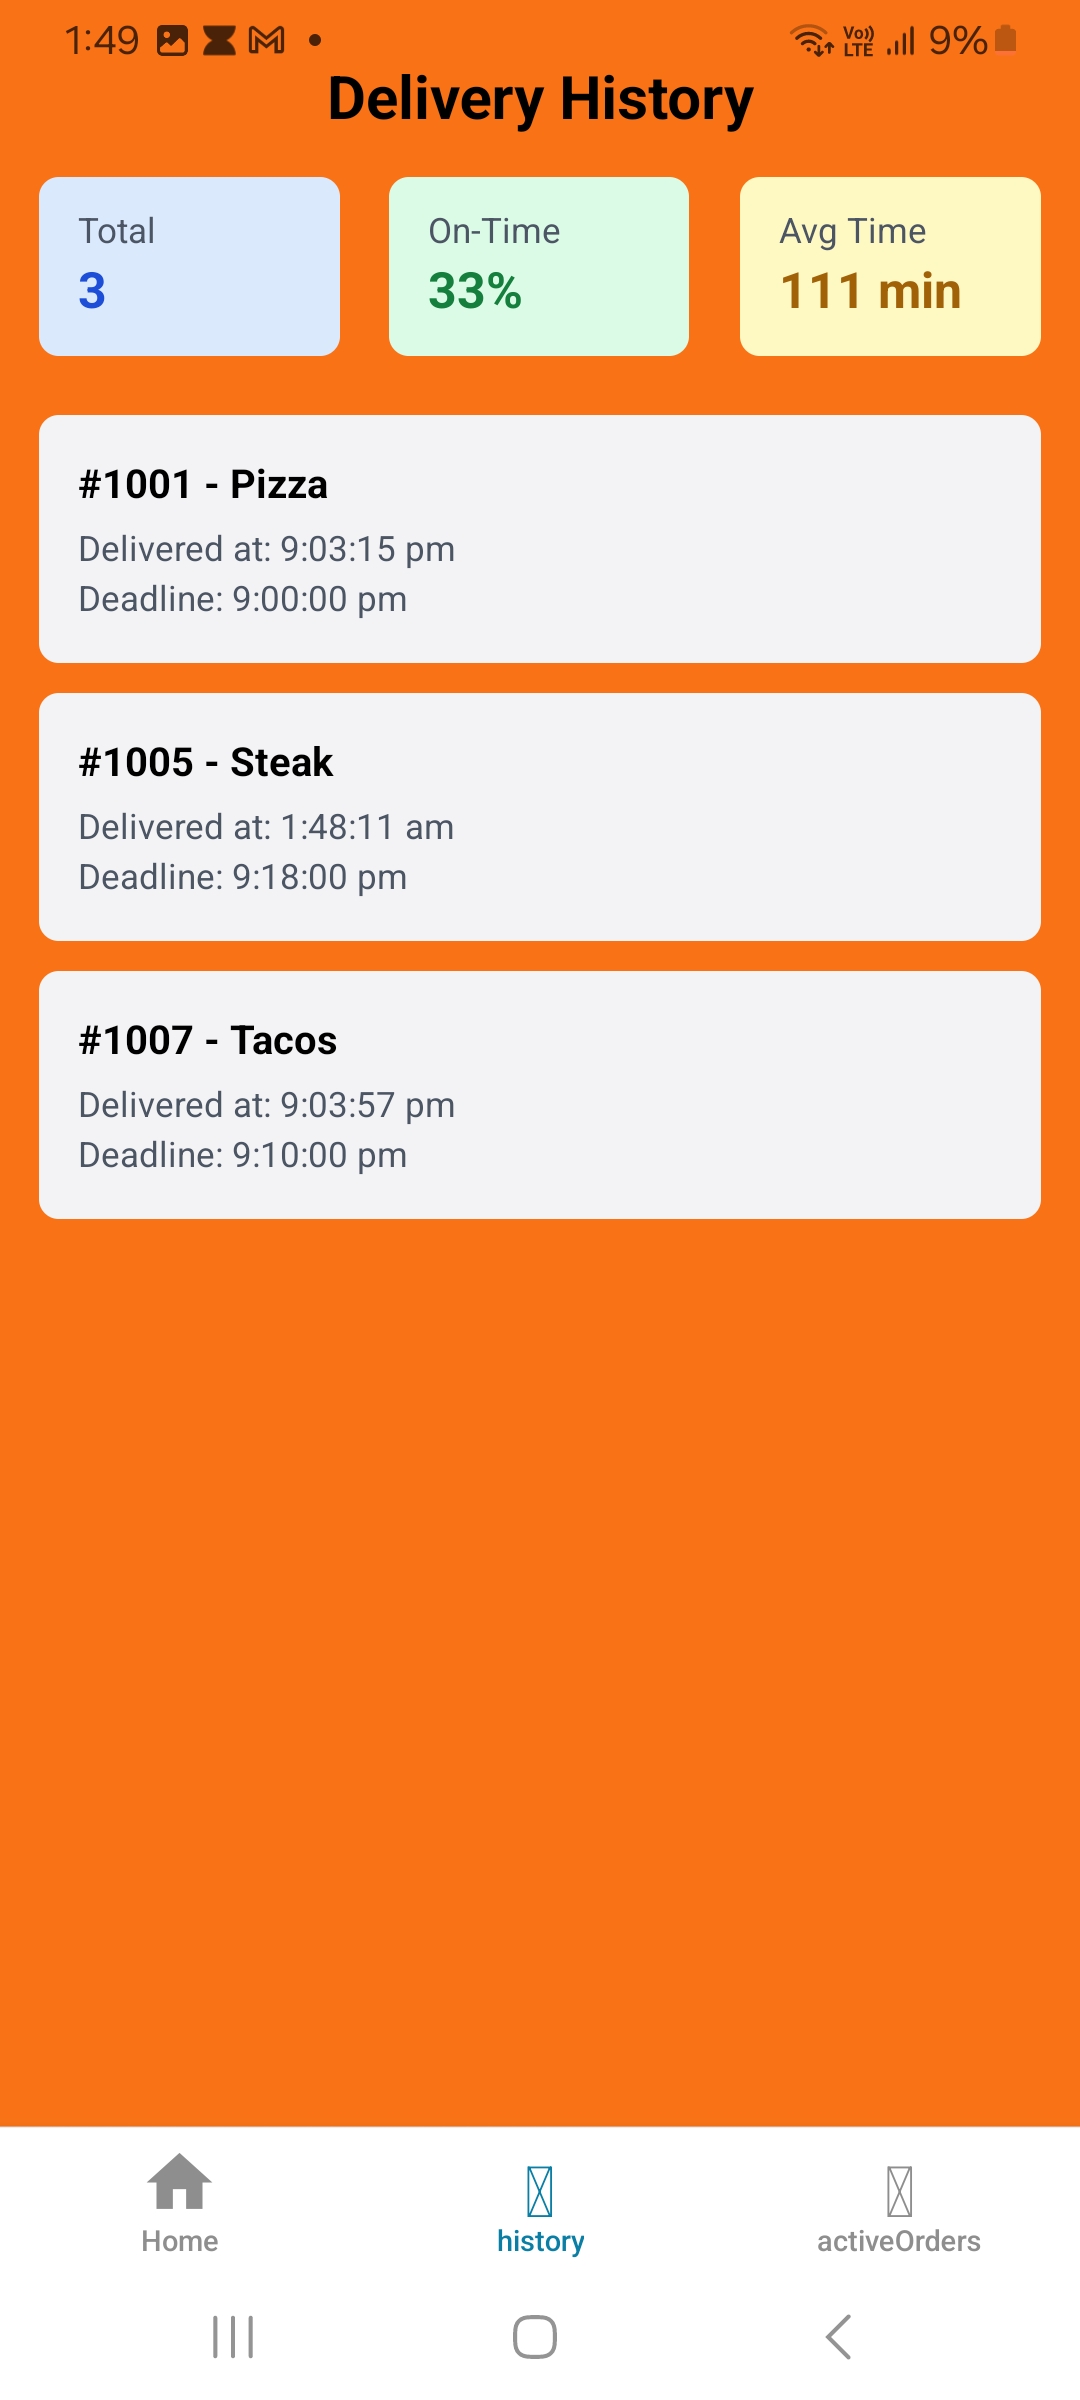 1:49
Vo))
LTE
9%
Delivery History
Total
3
On-Time
33%
Avg Time
111 min
#1001 - Pizza
Delivered at: 9:03:15 pm
Deadline: 9:00:00 pm
#1005 - Steak
Delivered at: 1:48:11 am
Deadline: 9:18:00 pm
#1007 - Tacos
Delivered at: 9:03:57 pm
Deadline: 9:10:00 pm
Home
history
activeOrders